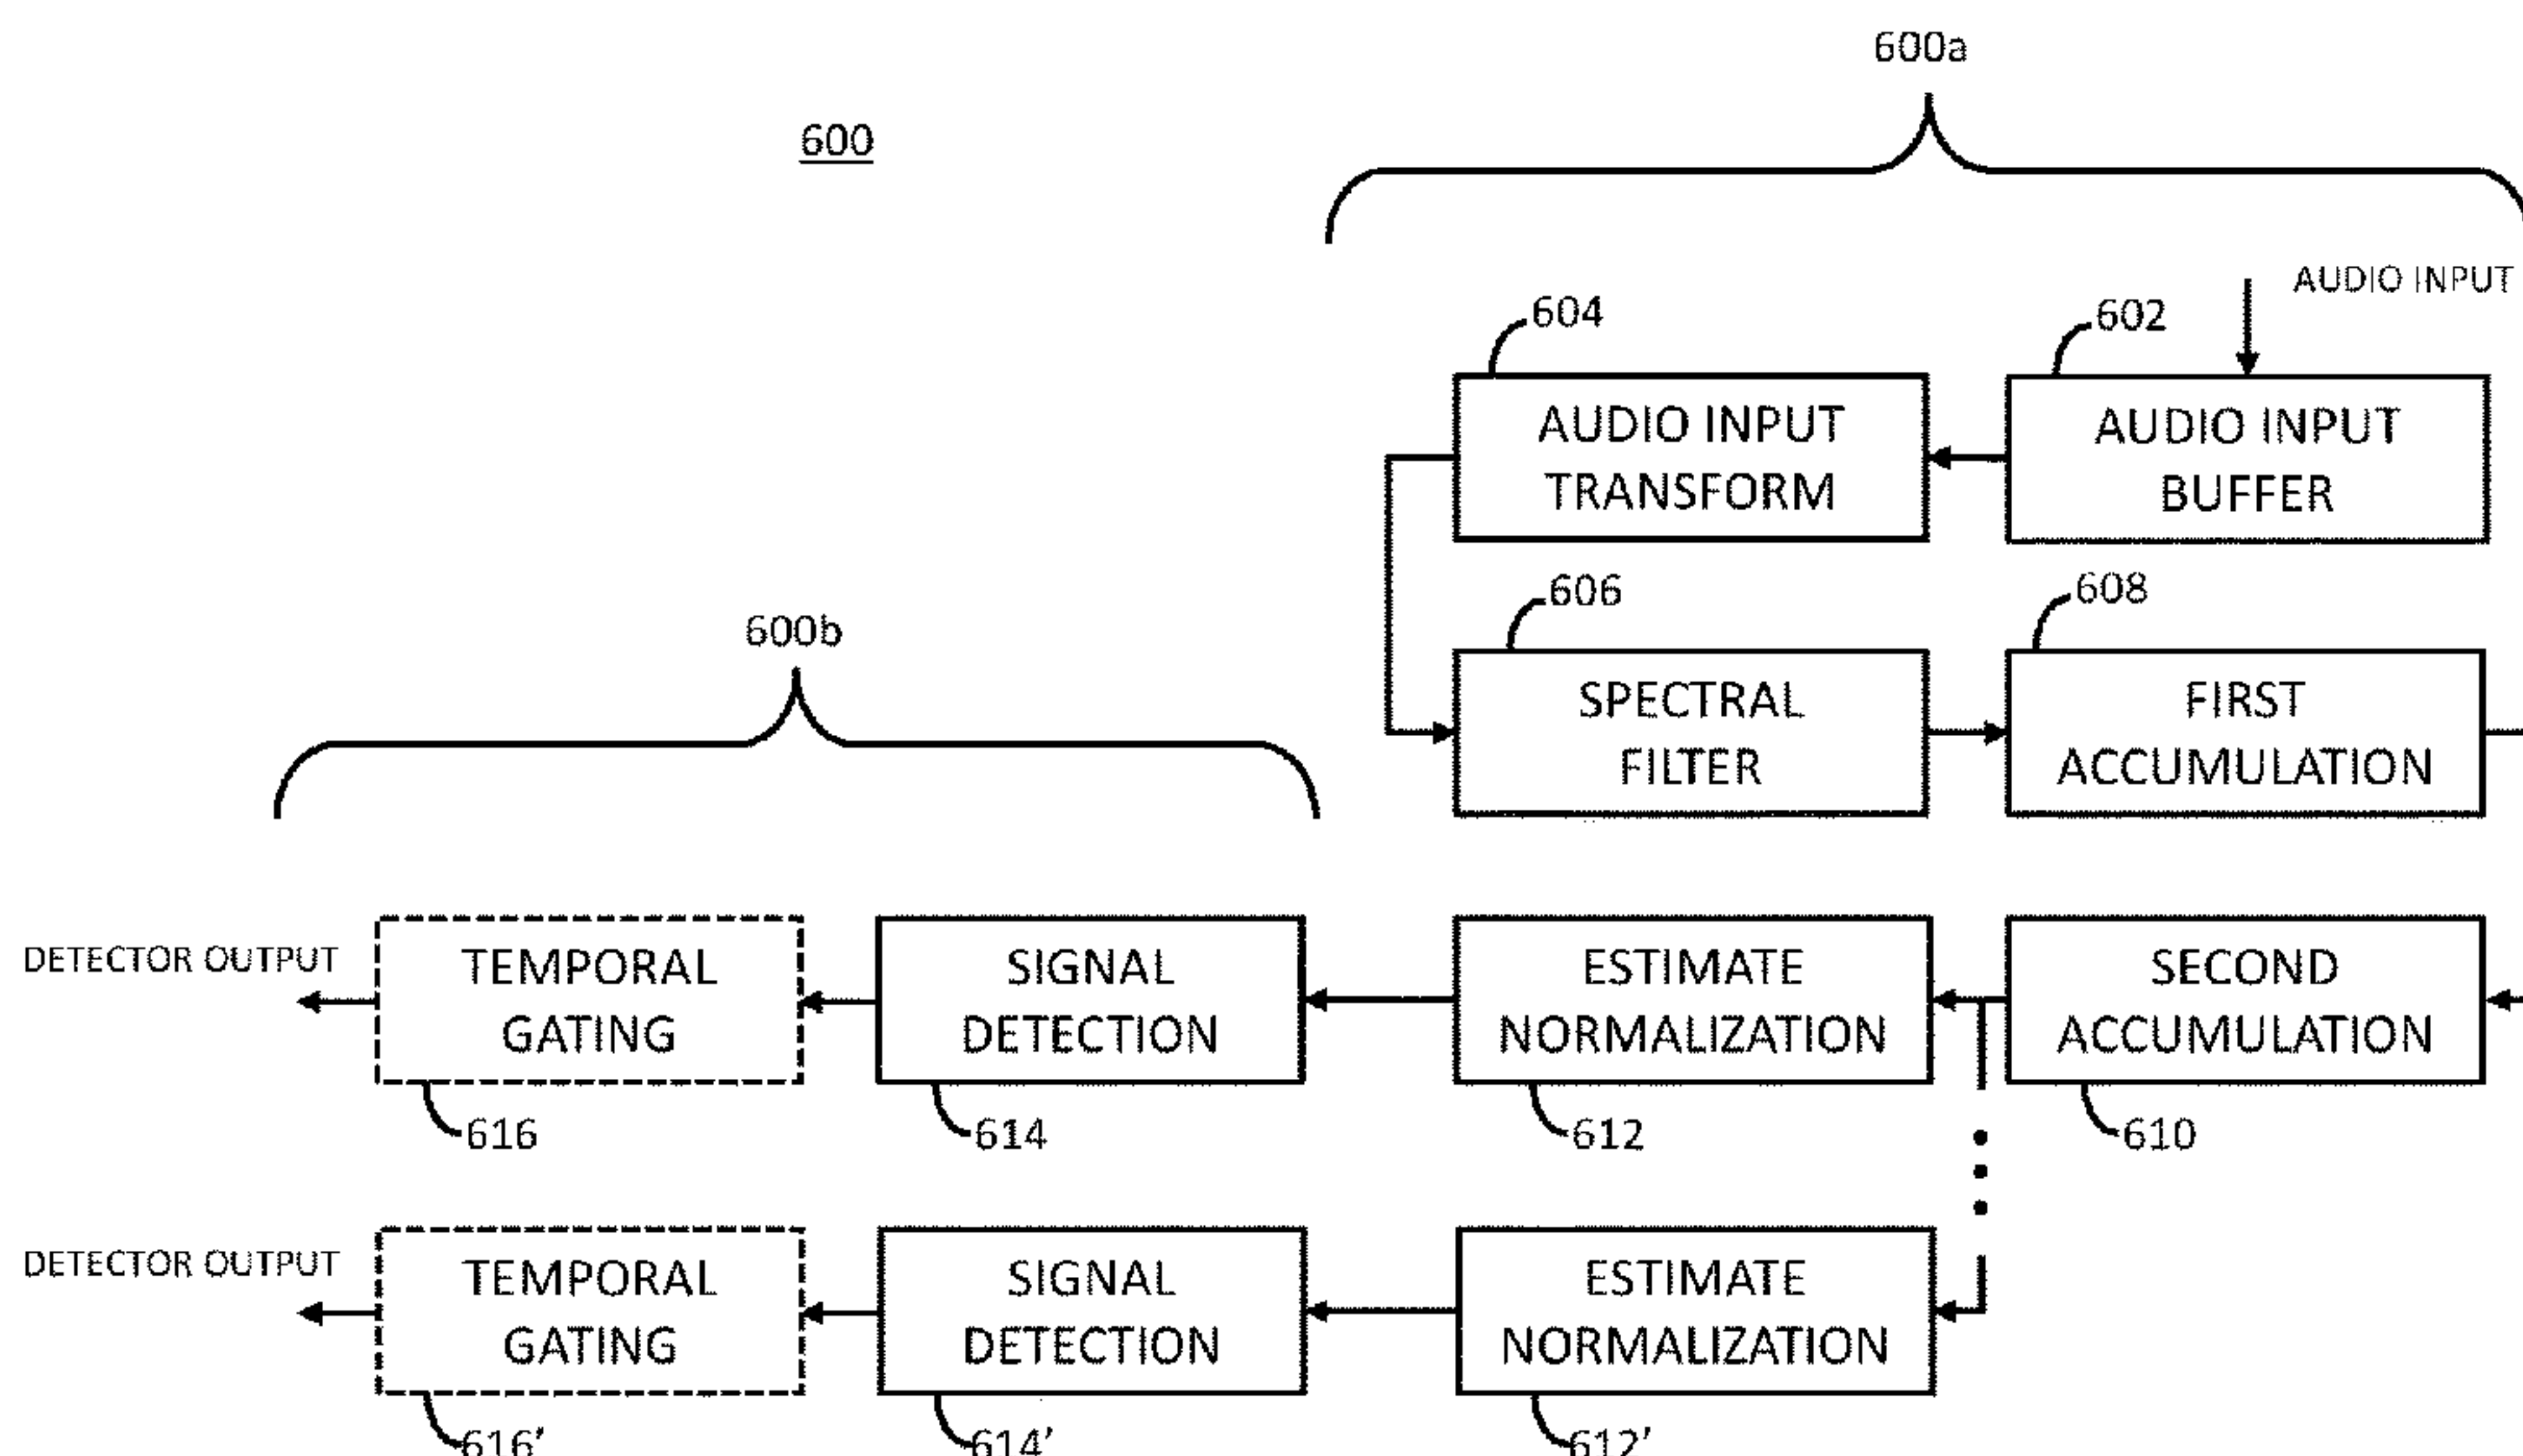 600a
600
AUDIO INPUT
604
602
AUDIO INPUT
TRANSFORM
AUDIO INPUT
BUFFER
606
608
600b
SPECTRAL
FILTER
FIRST
ACCUMULATION
DETECTOR OUTPUT
TEMPORAL
GATING
SIGNAL
DETECTION
ESTIMATE
NORMALIZATION
SECOND
ACCUMULATION
616
614
612
610
DETECTOR OUTPUT
TEMPORAL
GATING
SIGNAL
DETECTION
ESTIMATE
NORMALIZATION
616'
614'
612'